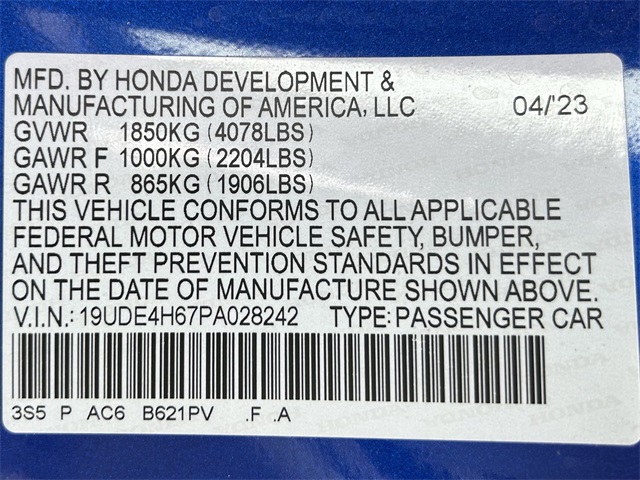 MFD. BY HONDA DEVELOPMENT &
MANUFACTURING OF AMERICA, LLC 04/'23
GVWR 1850KG (4078LBS)
GAWR F 1000KG (2204LBS)
GAWR R 865KG (1906LBS)
THIS VEHICLE CONFORMS TO ALL APPLICABLE
FEDERAL MOTOR VEHICLE SAFETY, BUMPER,
AND THEFT PREVENTION STANDARDS IN EFFECT
ON THE DATE OF MANUFACTURE SHOWN ABOVE.
V.I.N.: 19UDE4H67PA028242 TYPE: PASSENGER CAR
3S5 P AC6 B621PV .F .A